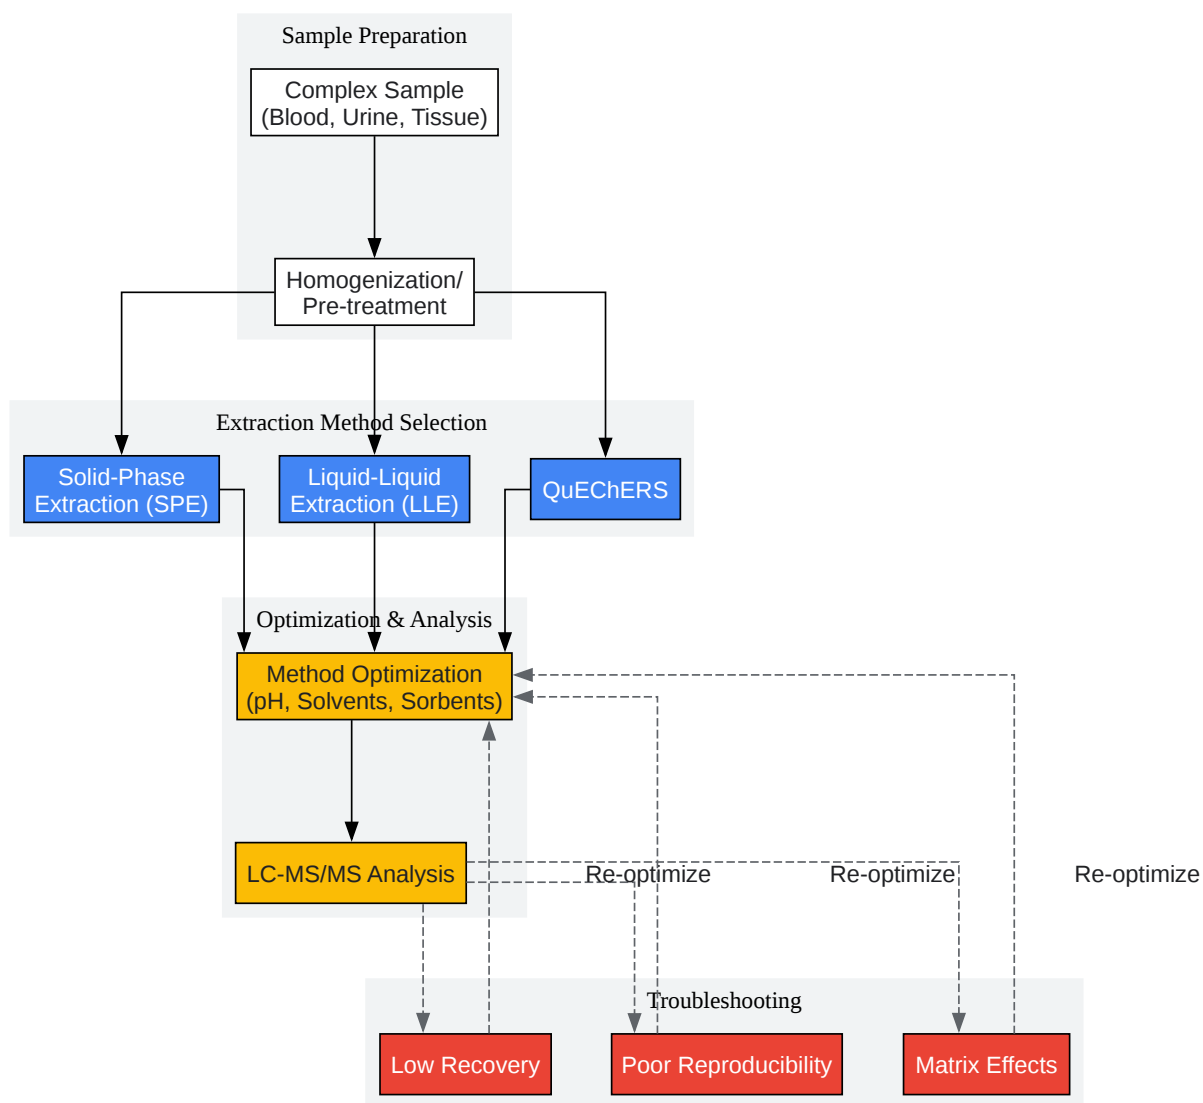 Sample Preparation
Complex Sample
(Blood, Urine, Tissue)
Homogenization/
Pre-treatment
Extraction Method Selection
Solid-Phase
Extraction (SPE)
Liquid-Liquid
Extraction (LLE)
QuEChERS
Optimization & Analysis
Method Optimization
(pH, Solvents, Sorbents)
LC-MS/MS Analysis
Re-optimize
Re-optimize
Re-optimize
Troubleshooting
Low Recovery
Poor Reproducibility
Matrix Effects